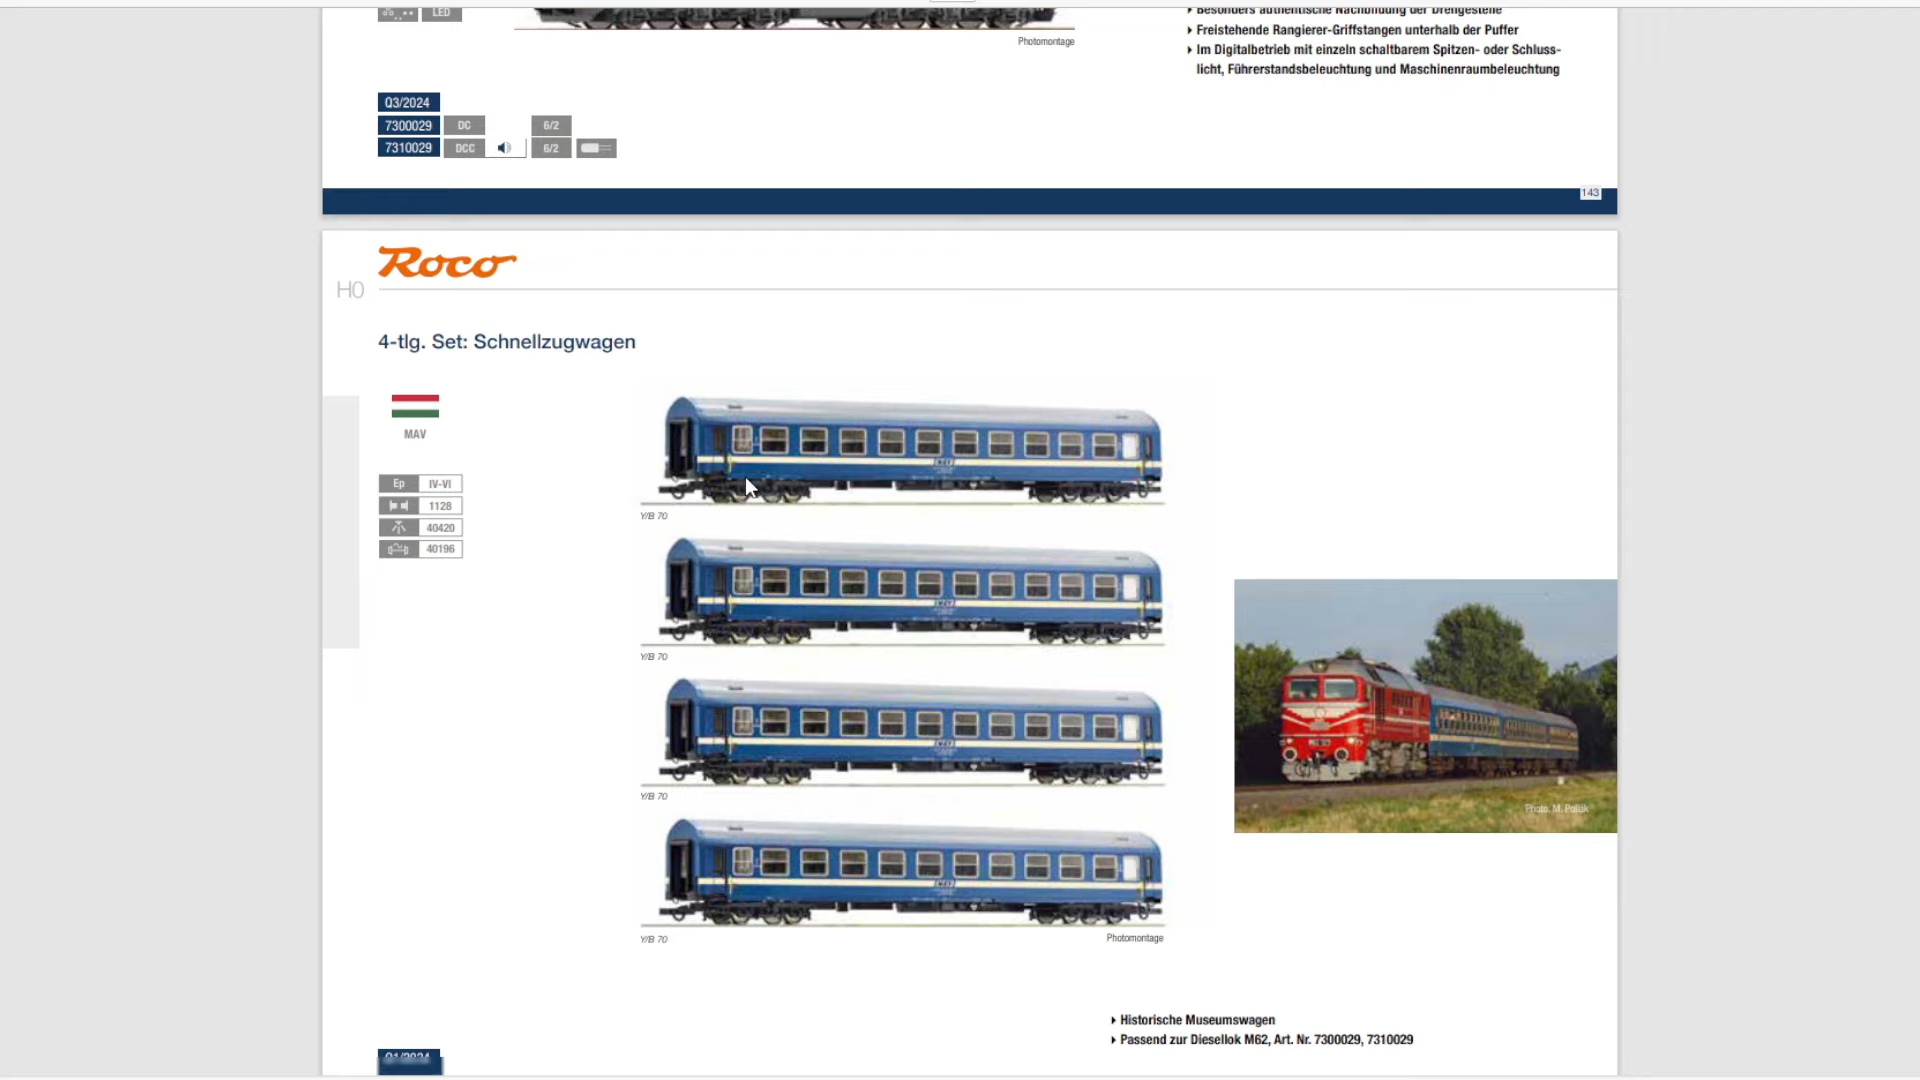 LED
Besonders authentische Nachbildung der Drehgestelle
Photomontage
Freistehende Rangierer-Griffstangen unterhalb der Puffer
Im Digitalbetrieb mit einzeln schaltbarem Spitzen- oder Schluss-
licht, Führerstandsbeleuchtung und Maschinenraumbeleuchtung
Q3/2024
7300029 DC 6/2
7310029 DCC 6/2
143
Roco
H0
4-tlg. Set: Schnellzugwagen
MAV
Ep IV-VI
1128
40420
40196
Y/B 70
Y/B 70
Y/B 70
Y/B 70
Photomontage
Photo: M. Pollák
Historische Museumswagen
Passend zur Diesellok M62, Art. Nr. 7300029, 7310029
Q1/2024